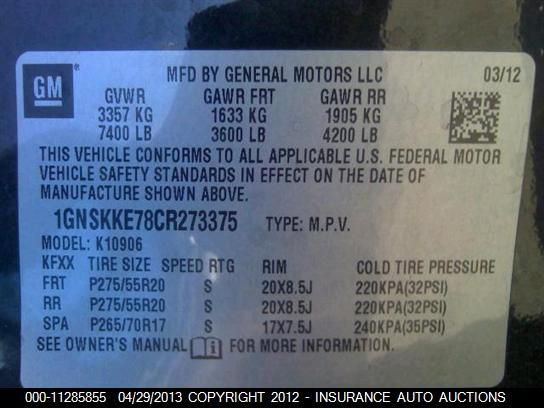 GM ® MFD BY GENERAL MOTORS LLC 03/12
GVWR GAWR FRT GAWR RR
3357 KG 1633 KG 1905 KG
7400 LB 3600 LB 4200 LB
THIS VEHICLE CONFORMS TO ALL APPLICABLE U.S. FEDERAL MOTOR
VEHICLE SAFETY STANDARDS IN EFFECT ON THE DATE OF
MANUFACTURE SHOWN ABOVE.
1GNSKKE78CR273375 TYPE: M.P.V.
MODEL: K10906
KFXX TIRE SIZE SPEED RTG RIM COLD TIRE PRESSURE
FRT P275/55R20 S 20X8.5J 220KPA(32PSI)
RR P275/55R20 S 20X8.5J 220KPA(32PSI)
SPA P265/70R17 S 17X7.5J 240KPA(35PSI)
SEE OWNER'S MANUAL FOR MORE INFORMATION.
000-11285855 04/29/2013 COPYRIGHT 2012 - INSURANCE AUTO AUCTIONS